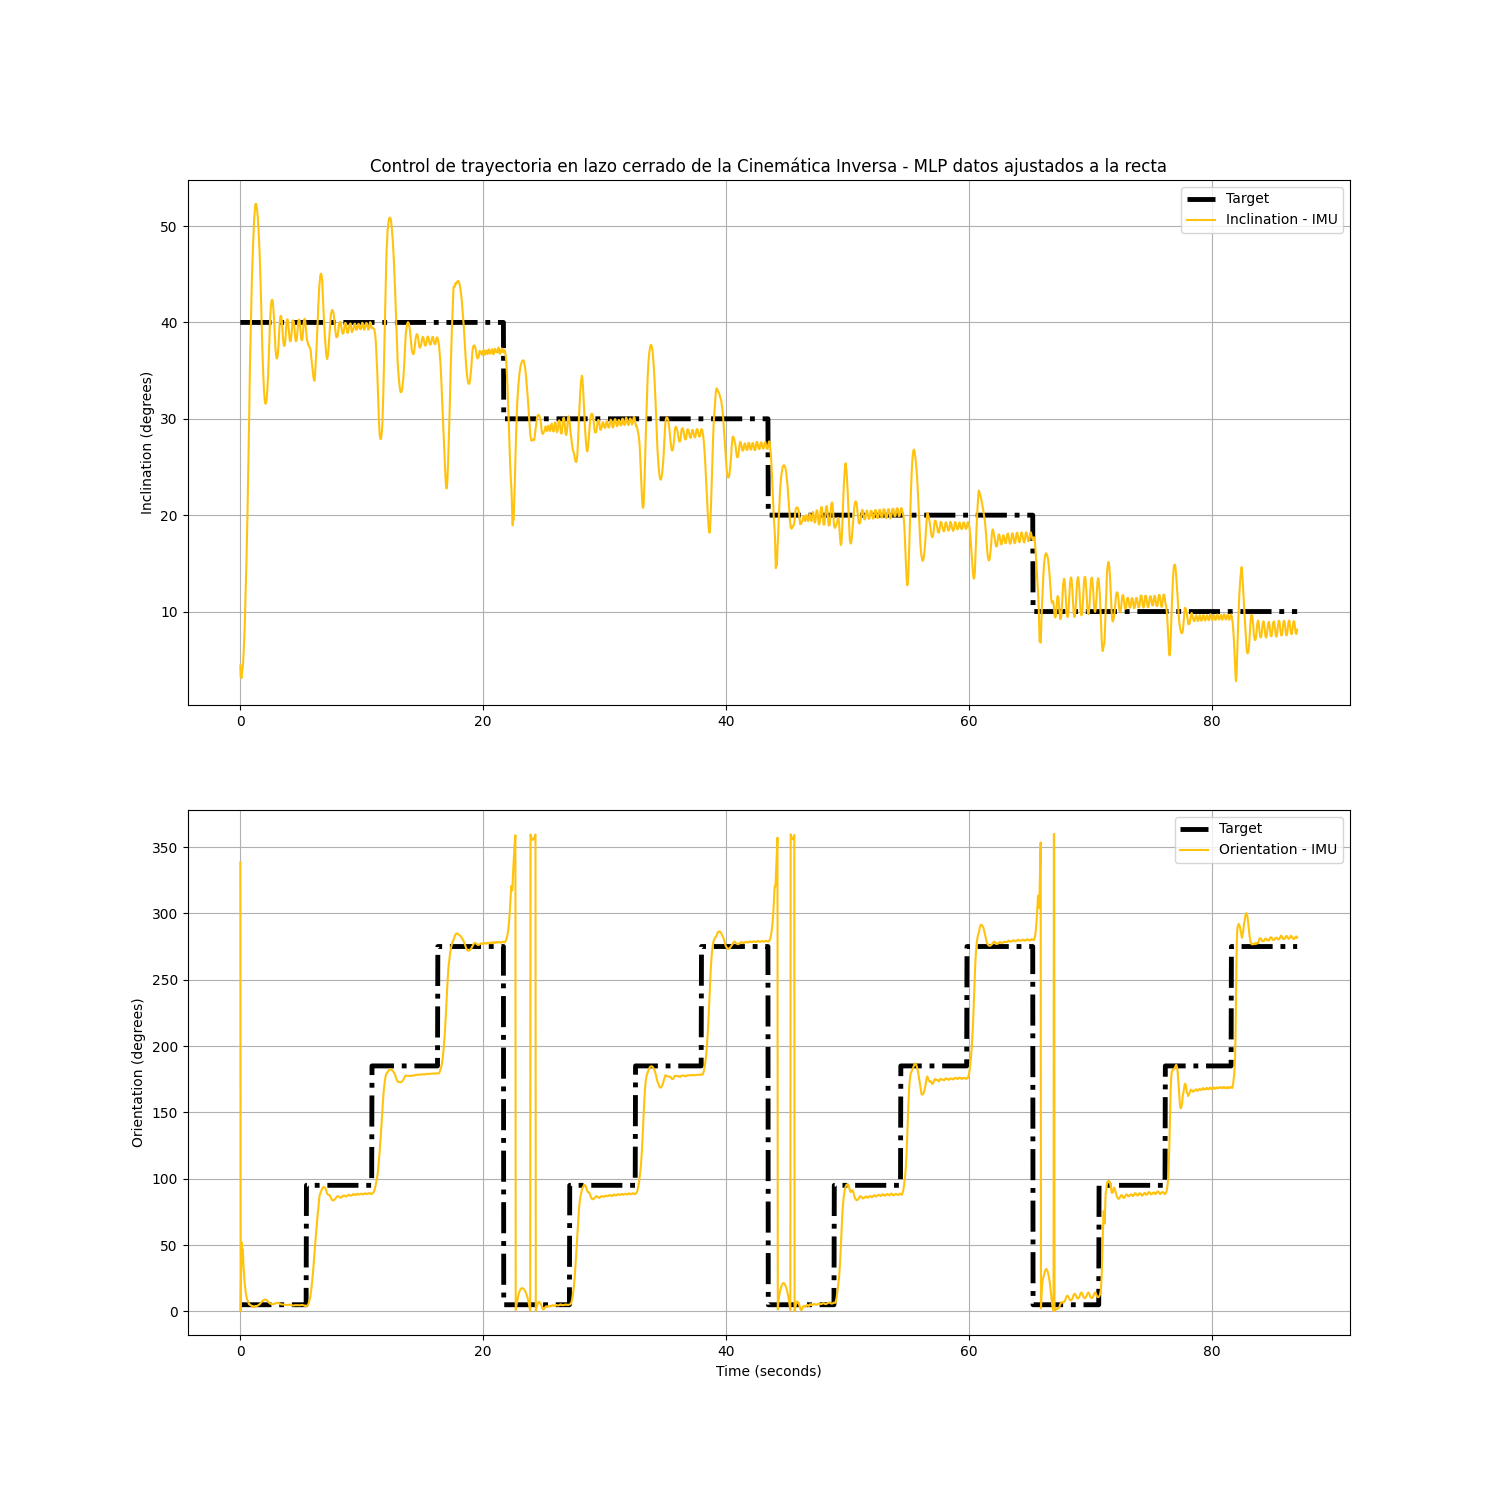 Control de trayectoria en lazo cerrado de la Cinemática Inversa - MLP datos ajustados a la recta
Target
Inclination - IMU
Inclination (degrees)
50
40
30
20
10
0
20
40
60
80
Target
Orientation - IMU
Orientation (degrees)
350
300
250
200
150
100
50
0
0
20
40
60
80
Time (seconds)